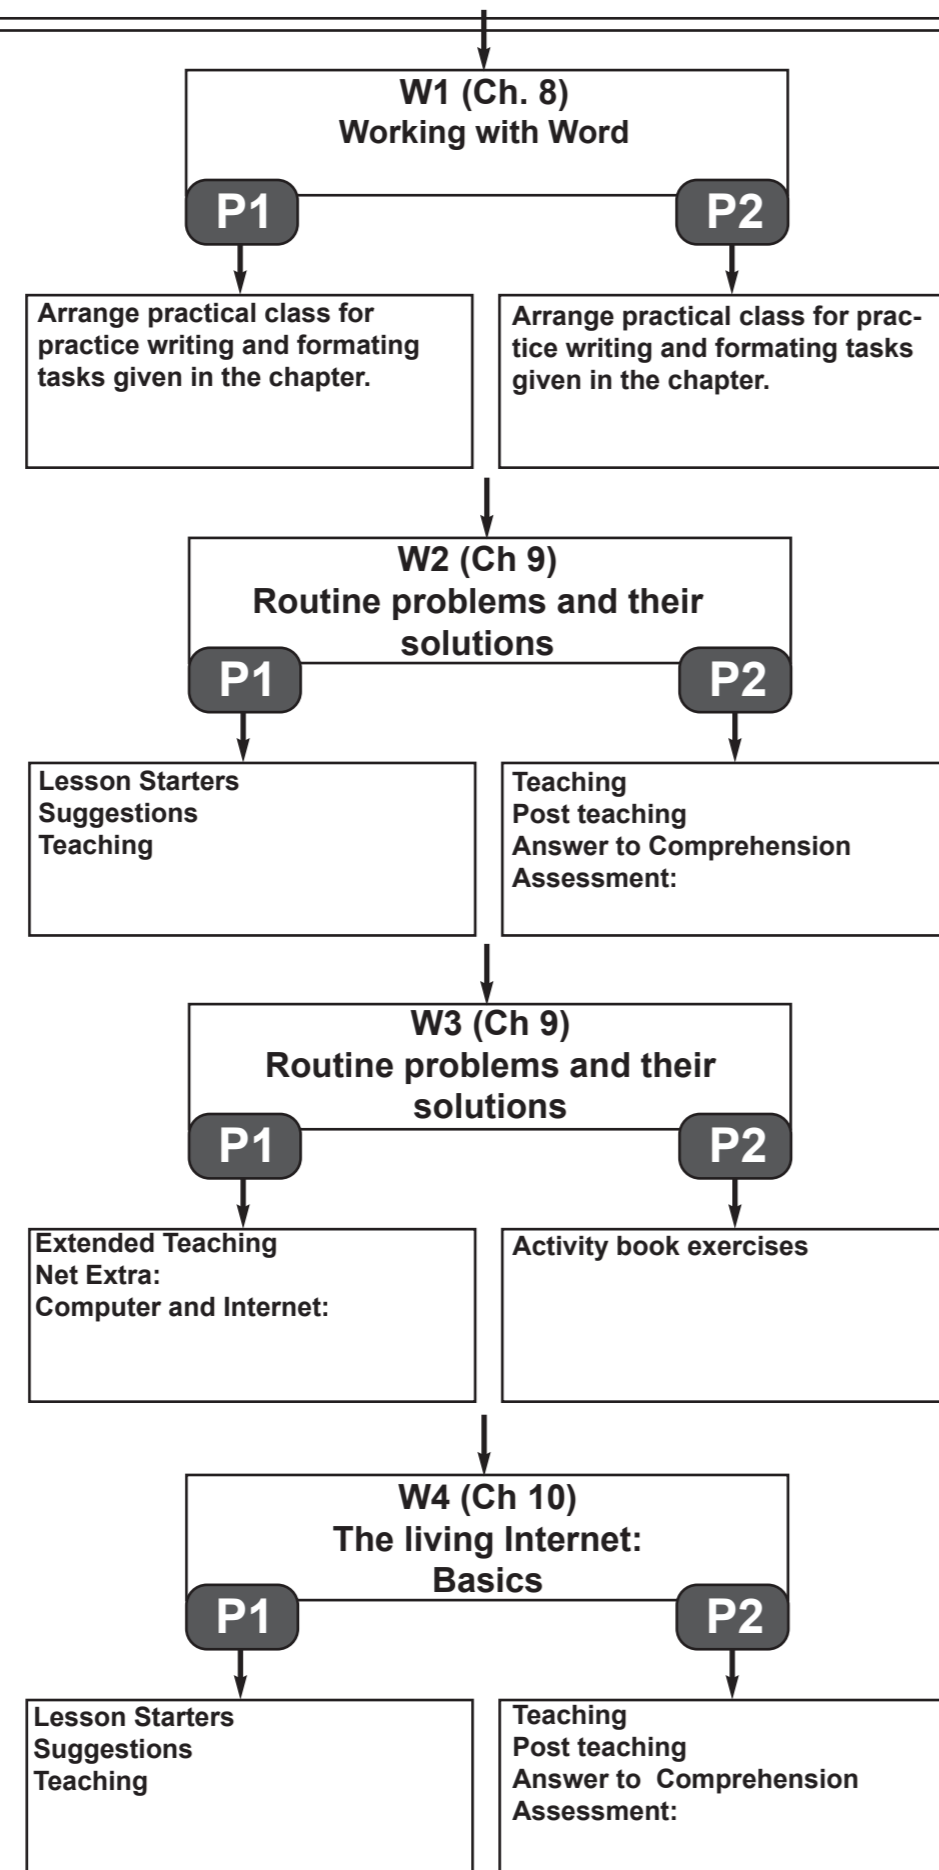 W1 (Ch. 8)
Working with Word
P1
P2
Arrange practical class for
practice writing and formating
tasks given in the chapter.
Arrange practical class for prac-
tice writing and formating tasks
given in the chapter.
W2 (Ch 9)
Routine problems and their
solutions
P1
P2
Lesson Starters
Suggestions
Teaching
Teaching
Post teaching
Answer to Comprehension
Assessment:
W3 (Ch 9)
Routine problems and their
solutions
P1
P2
Extended Teaching
Net Extra:
Computer and Internet:
Activity book exercises
W4 (Ch 10)
The living Internet:
Basics
P1
P2
Lesson Starters
Suggestions
Teaching
Teaching
Post teaching
Answer to  Comprehension
Assessment: